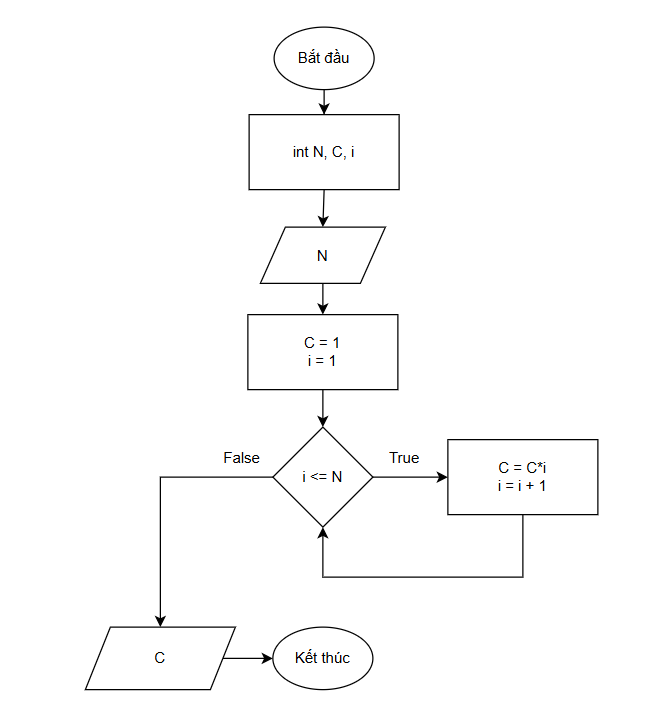 Bắt đầu
int N, C, i
N
C = 1
i = 1
False
True
i <= N
C = C*i
i = i + 1
C
Kết thúc